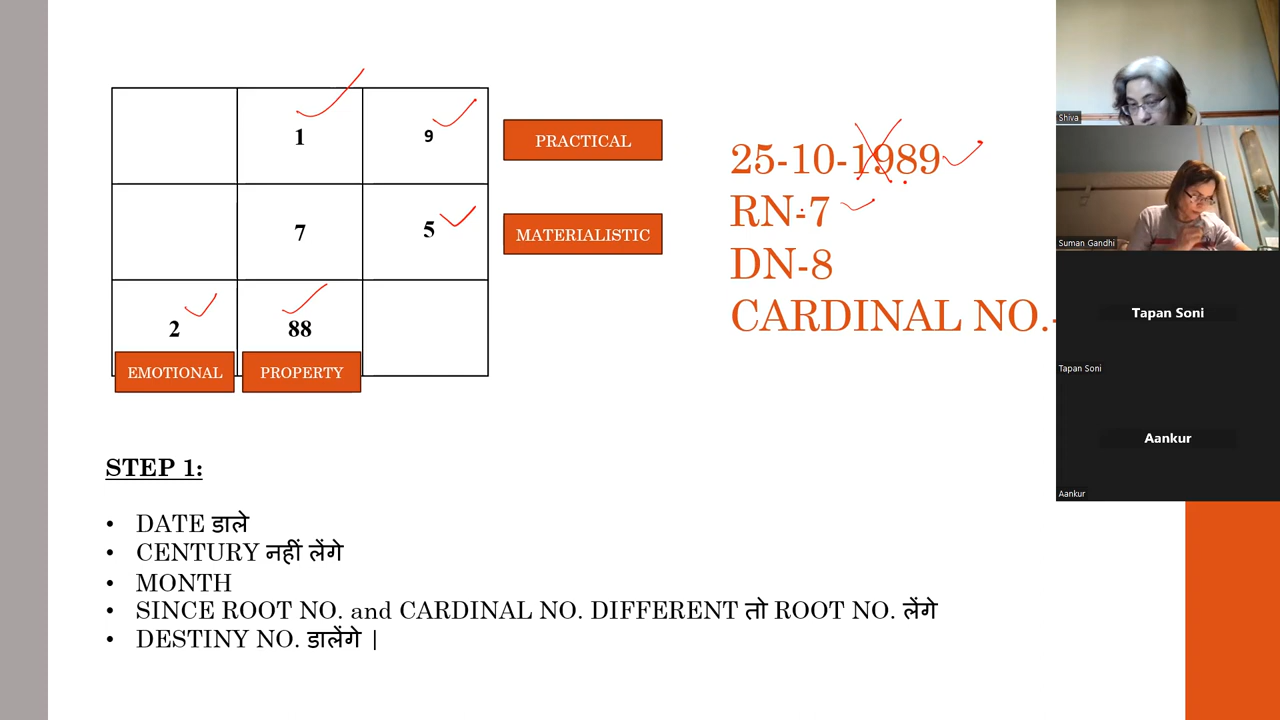 1 9
PRACTICAL
7 5
MATERIALISTIC
2 88
EMOTIONAL PROPERTY
25-10-1989
RN-7
DN-8
CARDINAL NO.-
STEP 1:
• DATE डाले
• CENTURY नहीं लेंगे
• MONTH
• SINCE ROOT NO. and CARDINAL NO. DIFFERENT तो ROOT NO. लेंगे
• DESTINY NO. डालेंगे |
Shiva
Suman Gandhi
Tapan Soni
Tapan Soni
Aankur
Aankur